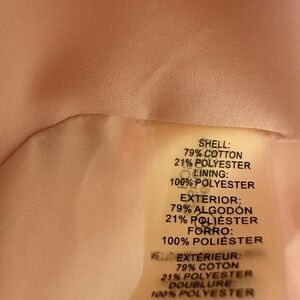 SHELL:
79% COTTON
21% POLYESTER
LINING:
100% POLYESTER
EXTERIOR:
79% ALGODÓN
21% POLIÉSTER
FORRO:
100% POLIÉSTER
EXTÉRIEUR:
79% COTON
21% POLYESTER
DOUBLURE:
100% POLYESTER